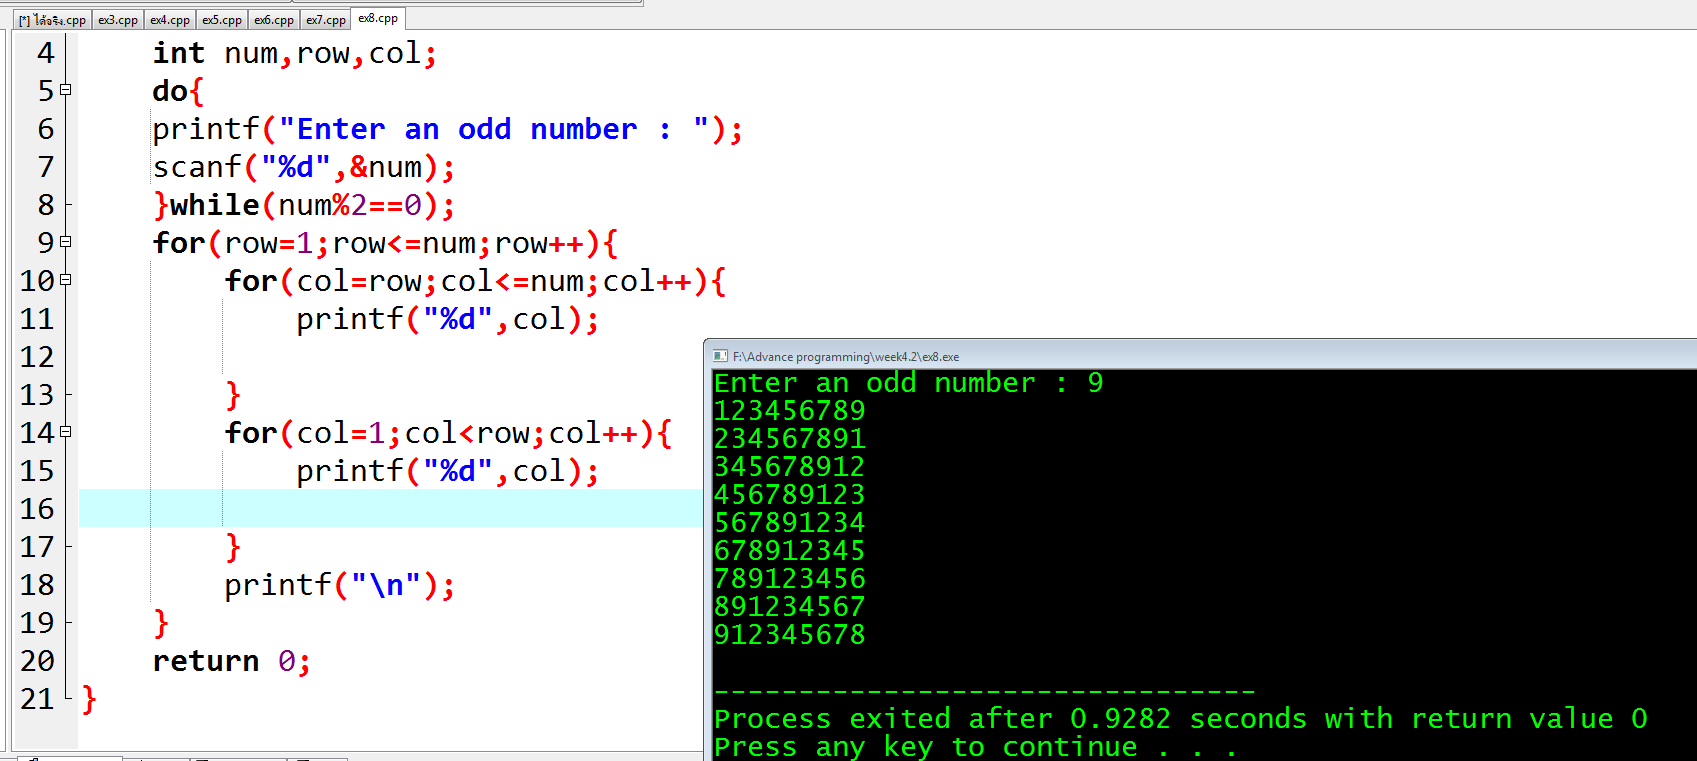 [*] ได้จริง.cpp ex3.cpp ex4.cpp ex5.cpp ex6.cpp ex7.cpp ex8.cpp
4 int num,row,col;
5 do{
6 printf("Enter an odd number : ");
7 scanf("%d",&num);
8 }while(num%2==0);
9 for(row=1;row<=num;row++){
10 for(col=row;col<=num;col++){
11 printf("%d",col);
12
13 }
14 for(col=1;col<row;col++){
15 printf("%d",col);
16
17 }
18 printf("\n");
19 }
20 return 0;
21 }
F:\Advance programming\week4.2\ex8.exe
Enter an odd number : 9
123456789
234567891
345678912
456789123
567891234
678912345
789123456
891234567
912345678
--------------------------------
Process exited after 0.9282 seconds with return value 0
Press any key to continue . . .